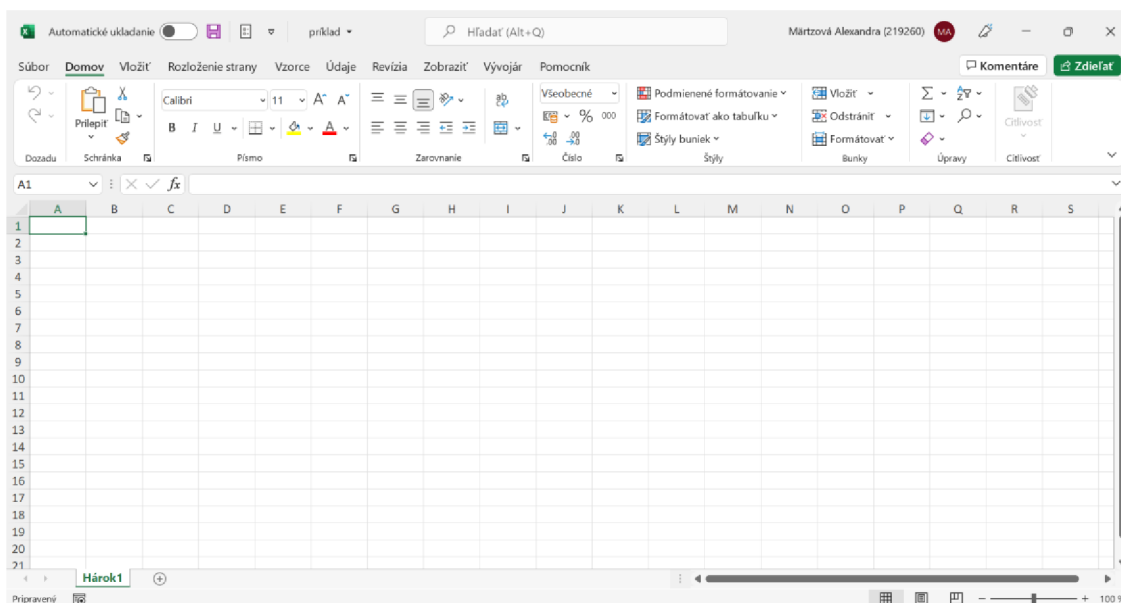 Automatické ukladanie príklad Hľadať (Alt+Q) Märtzová Alexandra (219260) MA
Súbor Domov Vložiť Rozloženie strany Vzorce Údaje Revízia Zobraziť Vývojár Pomocník Komentáre Zdieľať
Calibri 11 Všeobecné Podmienené formátovanie Vložiť
Prilepiť B I U A % 000 Formátovať ako tabuľku Odstrániť Citlivosť
Štýly buniek Formátovať
Dozadu Schránka Písmo Zarovnanie Číslo Štýly Bunky Úpravy Citlivosť
A1 fx
A B C D E F G H I J K L M N O P Q R S
1
2
3
4
5
6
7
8
9
10
11
12
13
14
15
16
17
18
19
20
21
Hárok1
Pripravený 100 %